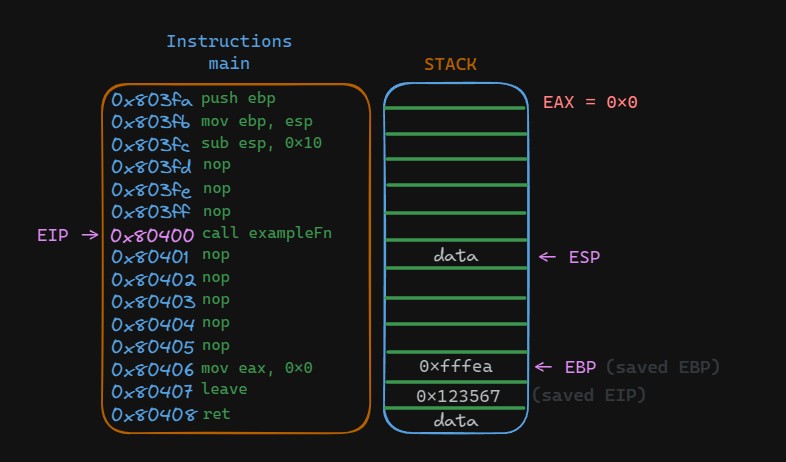 Instructions
main
STACK
0x803fa push ebp
EAX = 0x0
0x803fb mov ebp, esp
0x803fc sub esp, 0x10
0x803fd nop
0x803fe nop
0x803ff nop
EIP → 0x80400 call exampleFn
0x80401 nop
data ← ESP
0x80402 nop
0x80403 nop
0x80404 nop
0x80405 nop
0x80406 mov eax, 0x0
0xfffea ← EBP (saved EBP)
0x80407 leave
0x123567 (saved EIP)
0x80408 ret
data